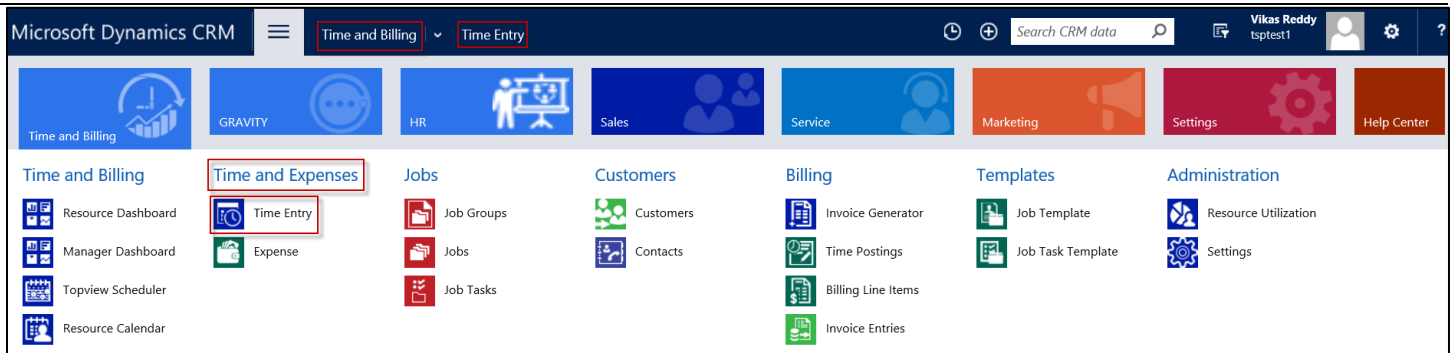 Microsoft Dynamics CRM Time and Billing Time Entry Search CRM data Vikas Reddy
tsptest1 ?
Time and Billing GRAVITY HR Sales Service Marketing Settings Help Center
Time and Billing Time and Expenses Jobs Customers Billing Templates Administration
Resource Dashboard Time Entry Job Groups Customers Invoice Generator Job Template Resource Utilization
Manager Dashboard Expense Jobs Contacts Time Postings Job Task Template Settings
Topview Scheduler Job Tasks Billing Line Items
Resource Calendar Invoice Entries